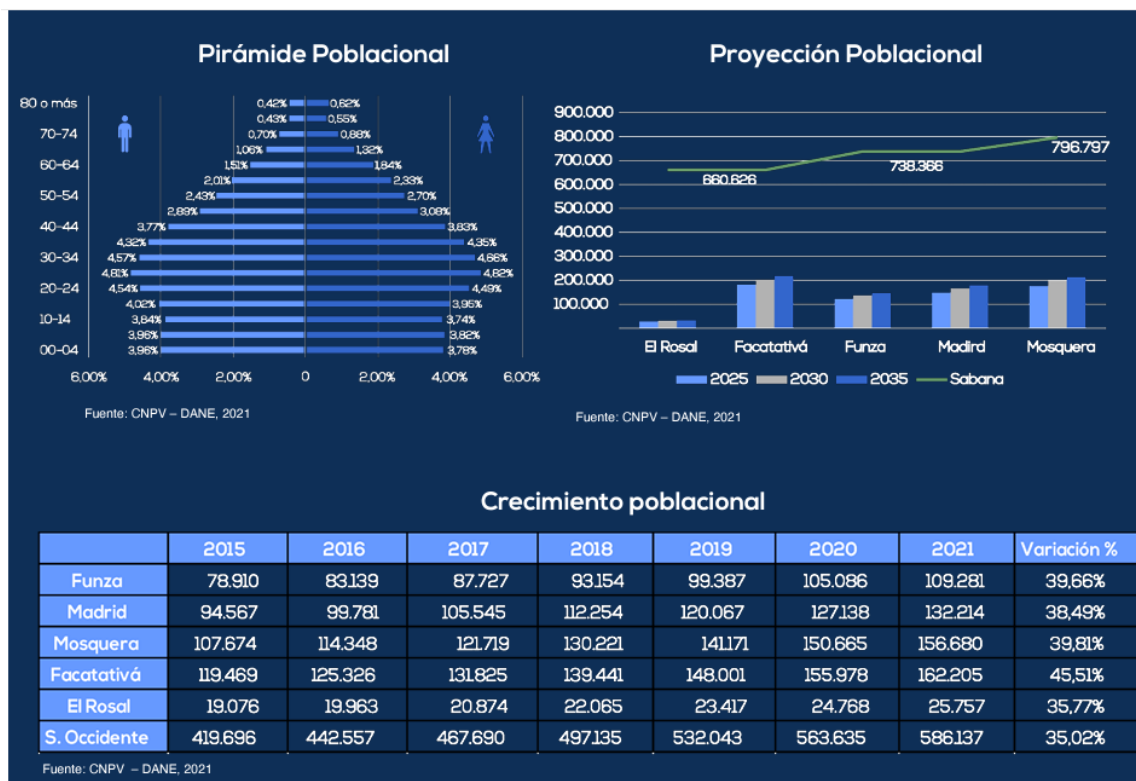 Pirámide Poblacional
80 o más
0,42% 0,62%
0,43% 0,55%
70-74
0,70% 0,88%
1,06% 1,32%
60-64
1,51% 1,84%
2,01% 2,33%
50-54
2,43% 2,70%
2,89% 3,08%
40-44
3,77% 3,83%
4,32% 4,35%
30-34
4,57% 4,66%
4,81% 4,82%
20-24
4,54% 4,49%
4,02% 3,95%
10-14
3,84% 3,74%
3,96% 3,82%
00-04
3,96% 3,78%
6,00% 4,00% 2,00% 0 2,00% 4,00% 6,00%
Fuente: CNPV – DANE, 2021
Proyección Poblacional
900.000
800.000
700.000
600.000
500.000
400.000
300.000
200.000
100.000
660.626
738.366
796.797
El Rosal Facatativá Funza Madird Mosquera
2025 2030 2035 Sabana
Fuente: CNPV – DANE, 2021
Crecimiento poblacional
2015 2016 2017 2018 2019 2020 2021 Variación %
Funza 78.910 83.139 87.727 93.154 99.387 105.086 109.281 39,66%
Madrid 94.567 99.781 105.545 112.254 120.067 127.138 132.214 38,49%
Mosquera 107.674 114.348 121.719 130.221 141.171 150.665 156.680 39,81%
Facatativá 119.469 125.326 131.825 139.441 148.001 155.978 162.205 45,51%
El Rosal 19.076 19.963 20.874 22.065 23.417 24.768 25.757 35,77%
S. Occidente 419.696 442.557 467.690 497.135 532.043 563.635 586.137 35,02%
Fuente: CNPV – DANE, 2021